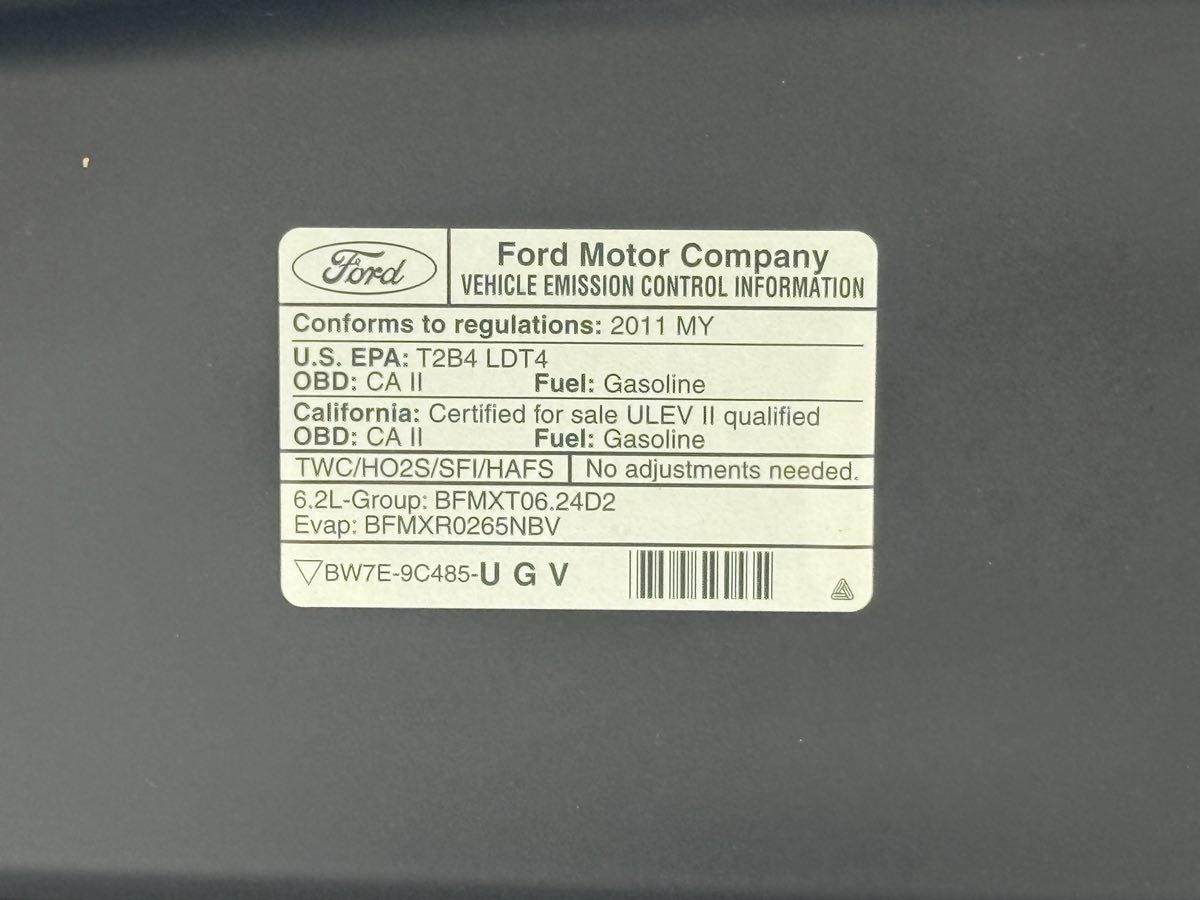 Ford
Ford Motor Company
VEHICLE EMISSION CONTROL INFORMATION
Conforms to regulations: 2011 MY
U.S. EPA: T2B4 LDT4
OBD: CA II Fuel: Gasoline
California: Certified for sale ULEV II qualified
OBD: CA II Fuel: Gasoline
TWC/HO2S/SFI/HAFS No adjustments needed.
6.2L-Group: BFMXT06.24D2
Evap: BFMXR0265NBV
BW7E-9C485-U G V